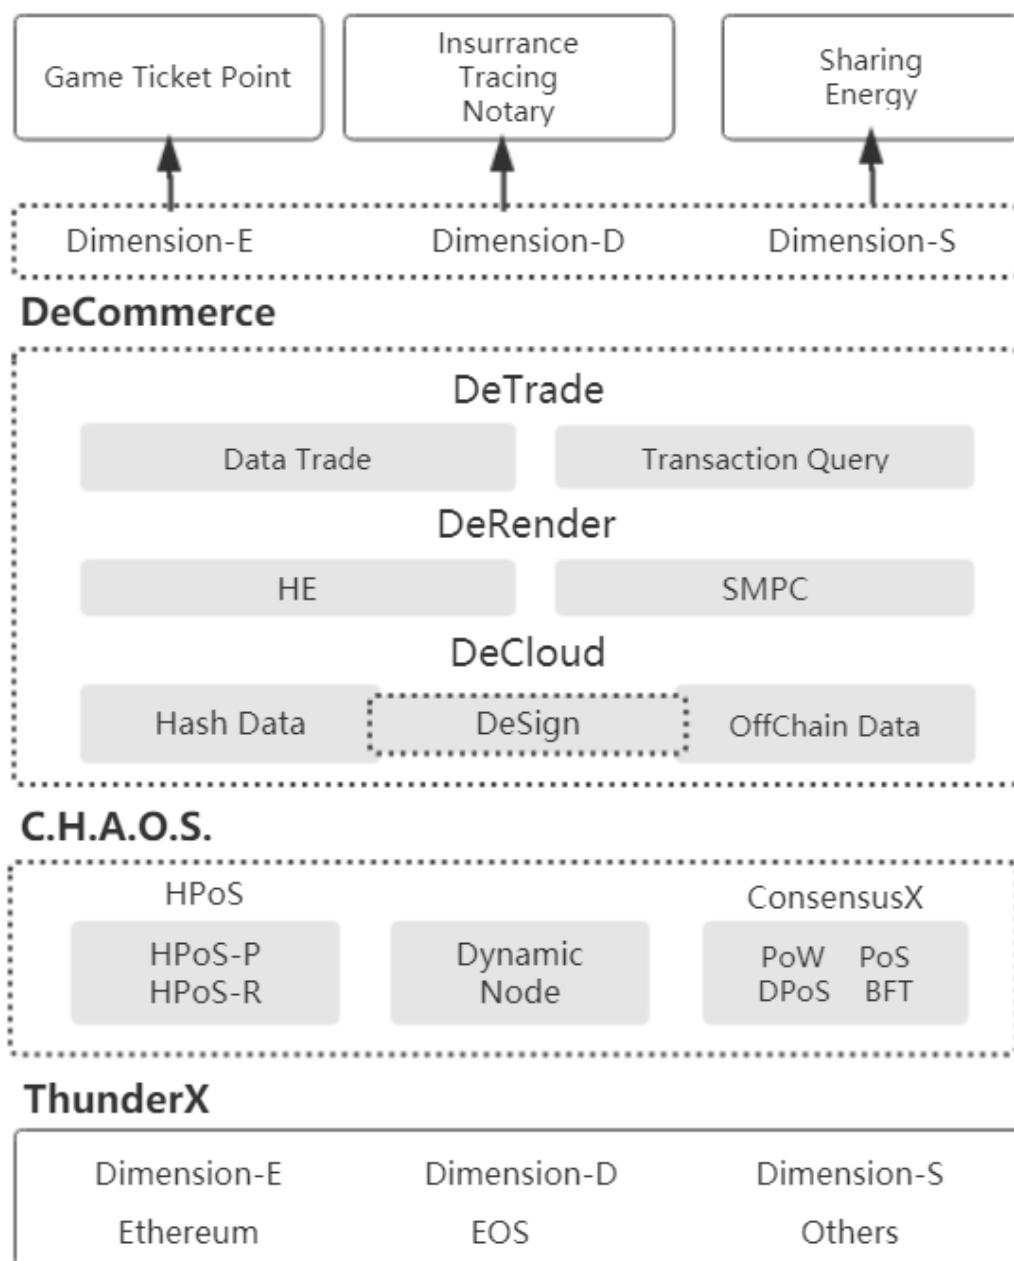 Game Ticket Point
Insurrance
Tracing
Notary
Sharing
Energy
Dimension-E
Dimension-D
Dimension-S
DeCommerce
DeTrade
Data Trade
Transaction Query
DeRender
HE
SMPC
DeCloud
Hash Data
DeSign
OffChain Data
C.H.A.O.S.
HPoS
HPoS-P
HPoS-R
Dynamic
Node
ConsensusX
PoW PoS
DPoS BFT
ThunderX
Dimension-E
Dimension-D
Dimension-S
Ethereum
EOS
Others